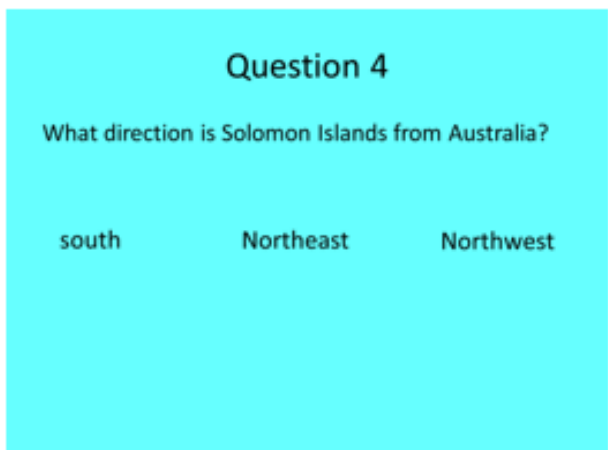 Question 4
What direction is Solomon Islands from Australia?
south Northeast Northwest